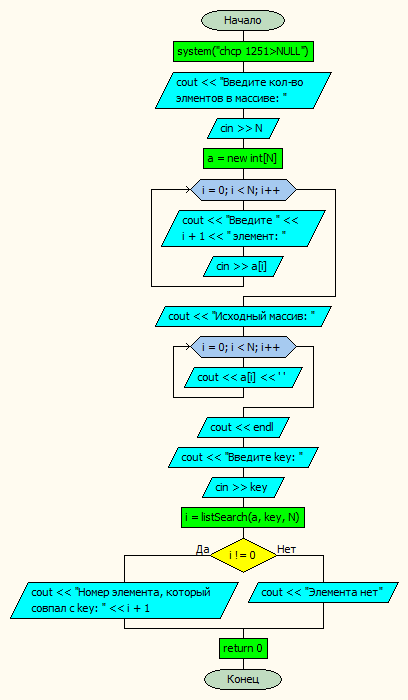 Начало
system("chcp 1251>NULL")
cout << "Введите кол-во
элментов в массиве: "
cin >> N
a = new int[N]
i = 0; i < N; i++
cout << "Введите " <<
i + 1 << " элемент: "
cin >> a[i]
cout << "Исходный массив: "
i = 0; i < N; i++
cout << a[i] << ' '
cout << endl
cout << "Введите key: "
cin >> key
i = listSearch(a, key, N)
Да
i != 0
Нет
cout << "Номер элемента, который
совпал с key: " << i + 1
cout << "Элемента нет"
return 0
Конец